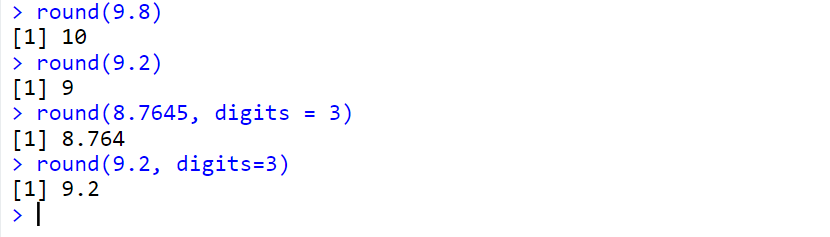 > round(9.8)
[1] 10
> round(9.2)
[1] 9
> round(8.7645, digits = 3)
[1] 8.764
> round(9.2, digits=3)
[1] 9.2
>